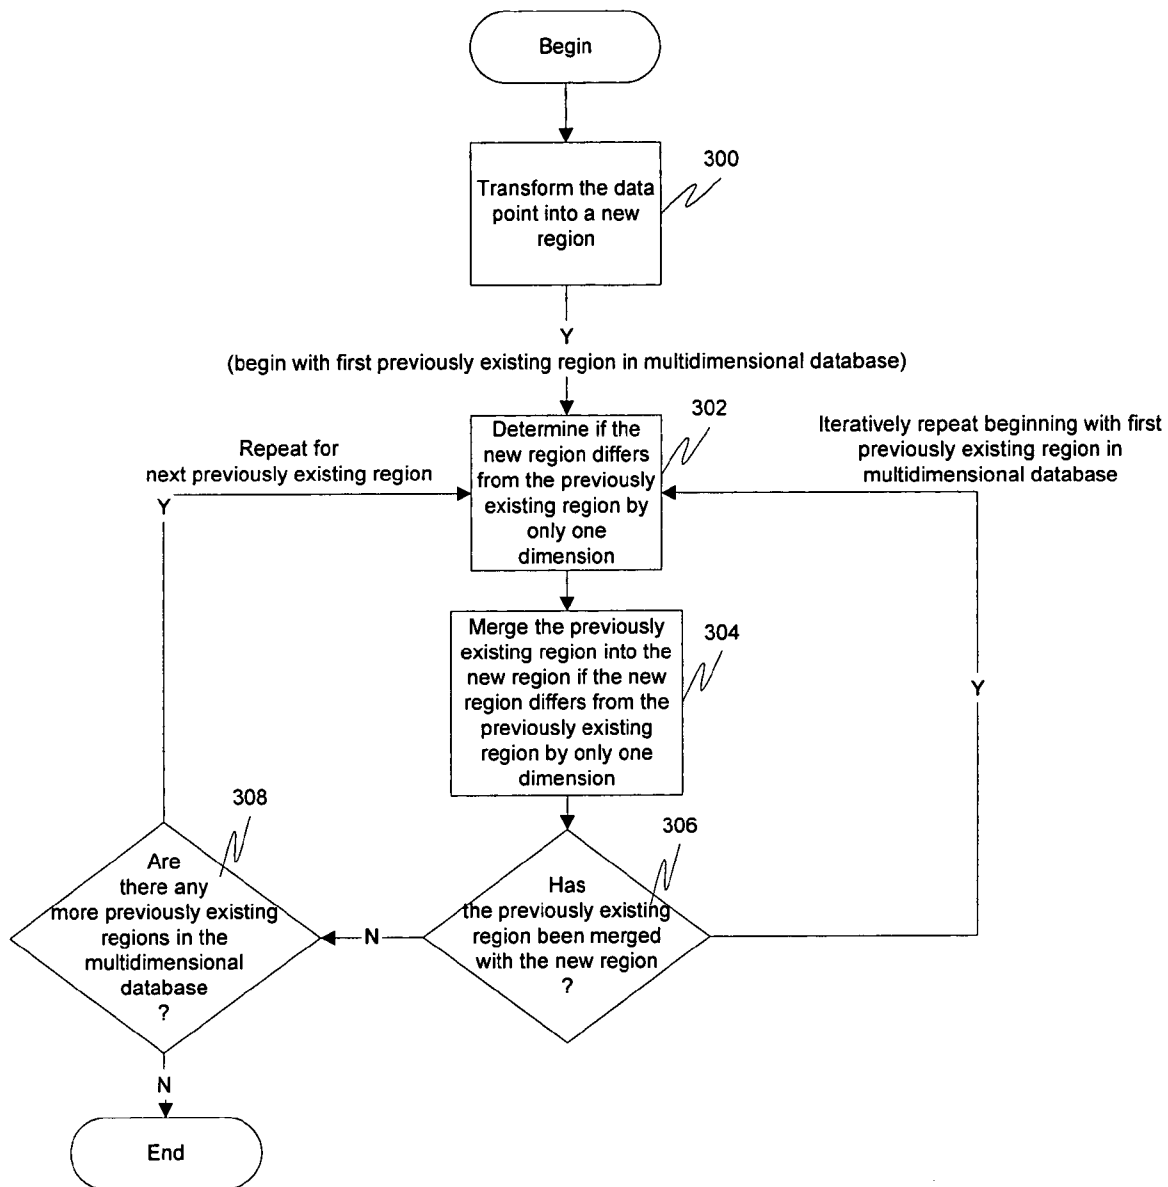 Begin
300
Transform the data
point into a new
region
Y
(begin with first previously existing region in multidimensional database)
302
Determine if the
new region differs
from the previously
existing region by
only one
dimension
Repeat for
next previously existing region
Y
Iteratively repeat beginning with first
previously existing region in
multidimensional database
Y
304
Merge the previously
existing region into the
new region if the new
region differs from the
previously existing
region by only one
dimension
306
Has
the previously existing
region been merged
with the new region
?
N
308
Are
there any
more previously existing
regions in the
multidimensional
database
?
N
End